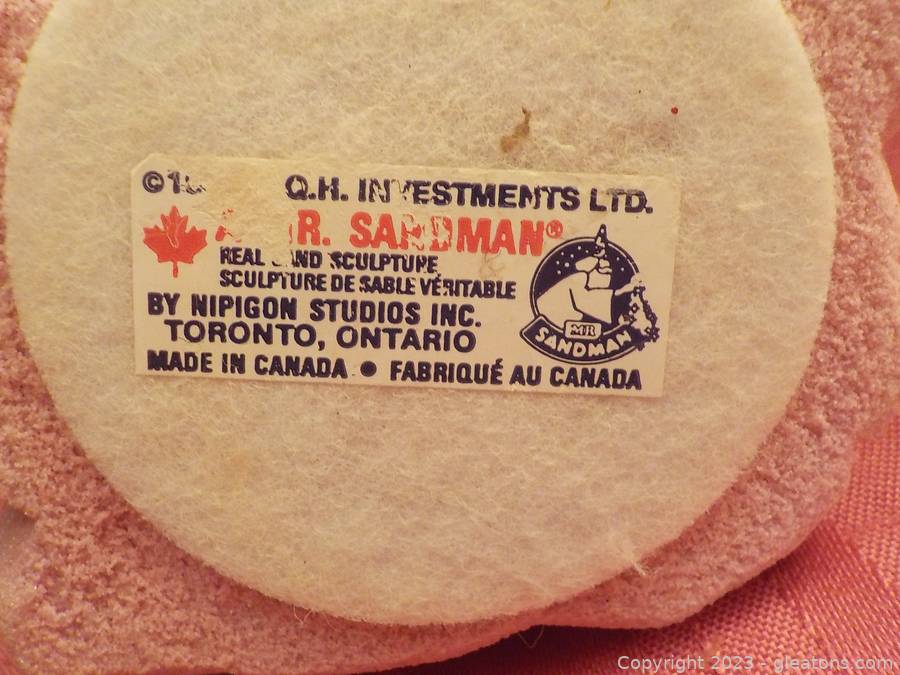 © Q.H. INVESTMENTS LTD.
SANDMAN®
REAL SAND SCULPTURE
SCULPTURE DE SABLE VÉRITABLE
BY NIPIGON STUDIOS INC.
TORONTO, ONTARIO
MADE IN CANADA • FABRIQUÉ AU CANADA
MR
SANDMAN
Copyright 2023 - gleatons.com